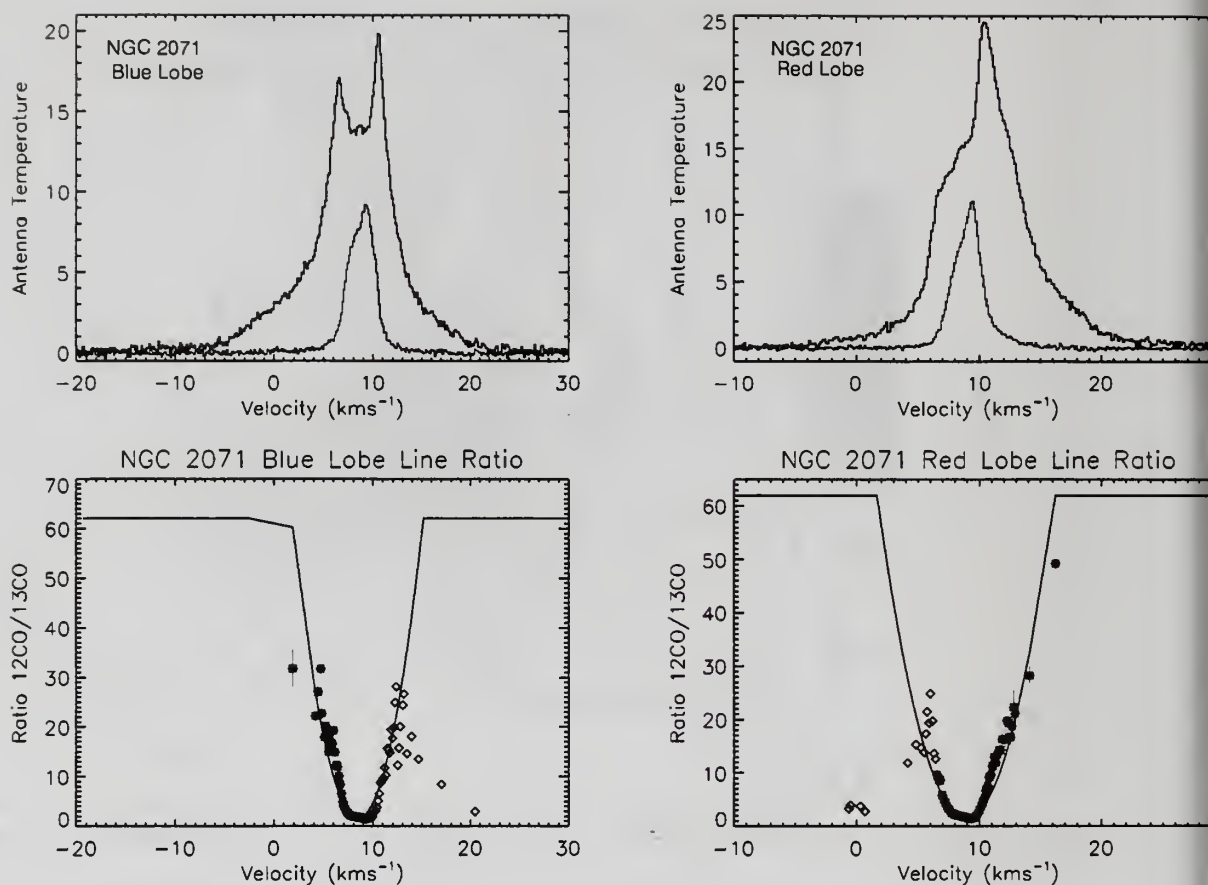 NGC 2071
Blue Lobe
Antenna Temperature
20
15
10
5
0
-20 -10 0 10 20 30
Velocity (kms⁻¹)
NGC 2071
Red Lobe
Antenna Temperature
25
20
15
10
5
0
-10 0 10 20
Velocity (kms⁻¹)
NGC 2071 Blue Lobe Line Ratio
Ratio 12CO/13CO
70
60
50
40
30
20
10
0
-20 -10 0 10 20 30
Velocity (kms⁻¹)
NGC 2071 Red Lobe Line Ratio
Ratio 12CO/13CO
60
50
40
30
20
10
0
-10 0 10 20
Velocity (kms⁻¹)